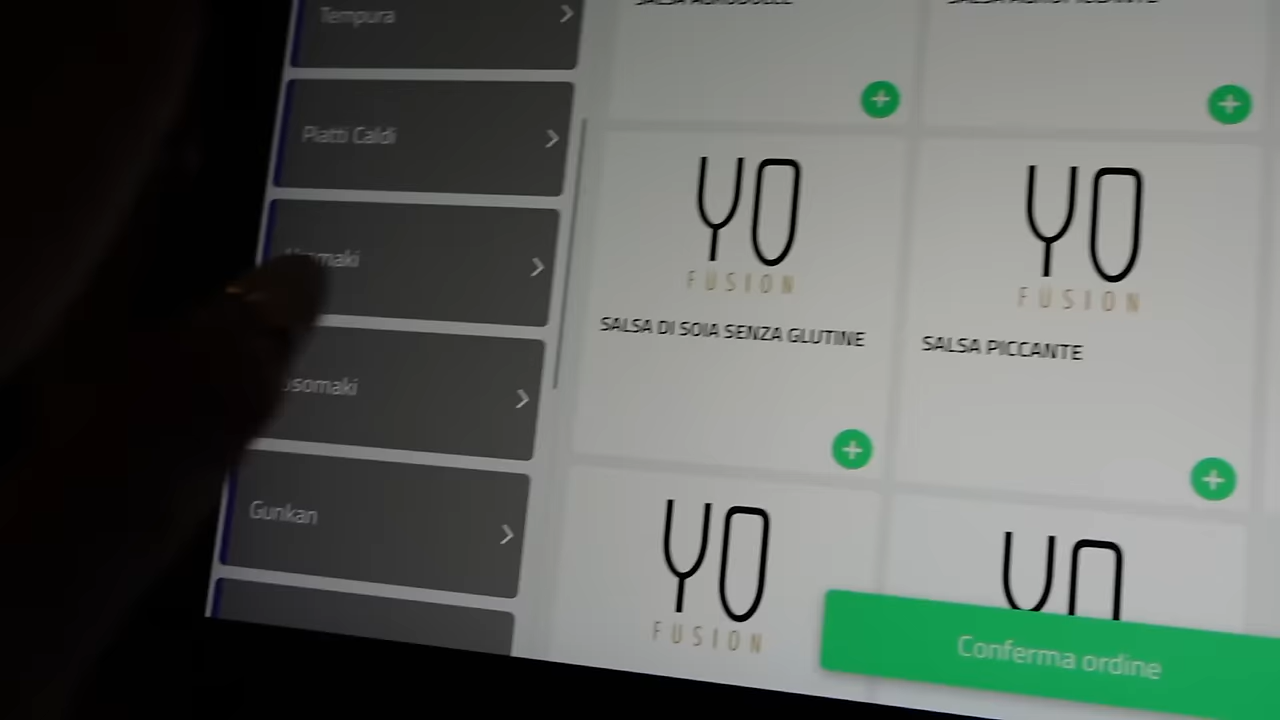 Tempura
Piatti Caldi
Gunkan
YO
FUSION
SALSA DI SOIA SENZA GLUTINE
YO
FUSION
SALSA PICCANTE
YO
FUSION
YO
Conferma ordine